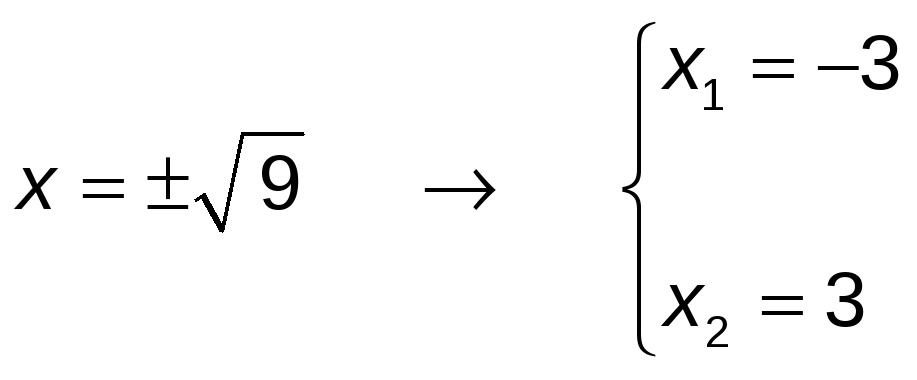 x = ±√9 → { x₁ = −3
x₂ = 3